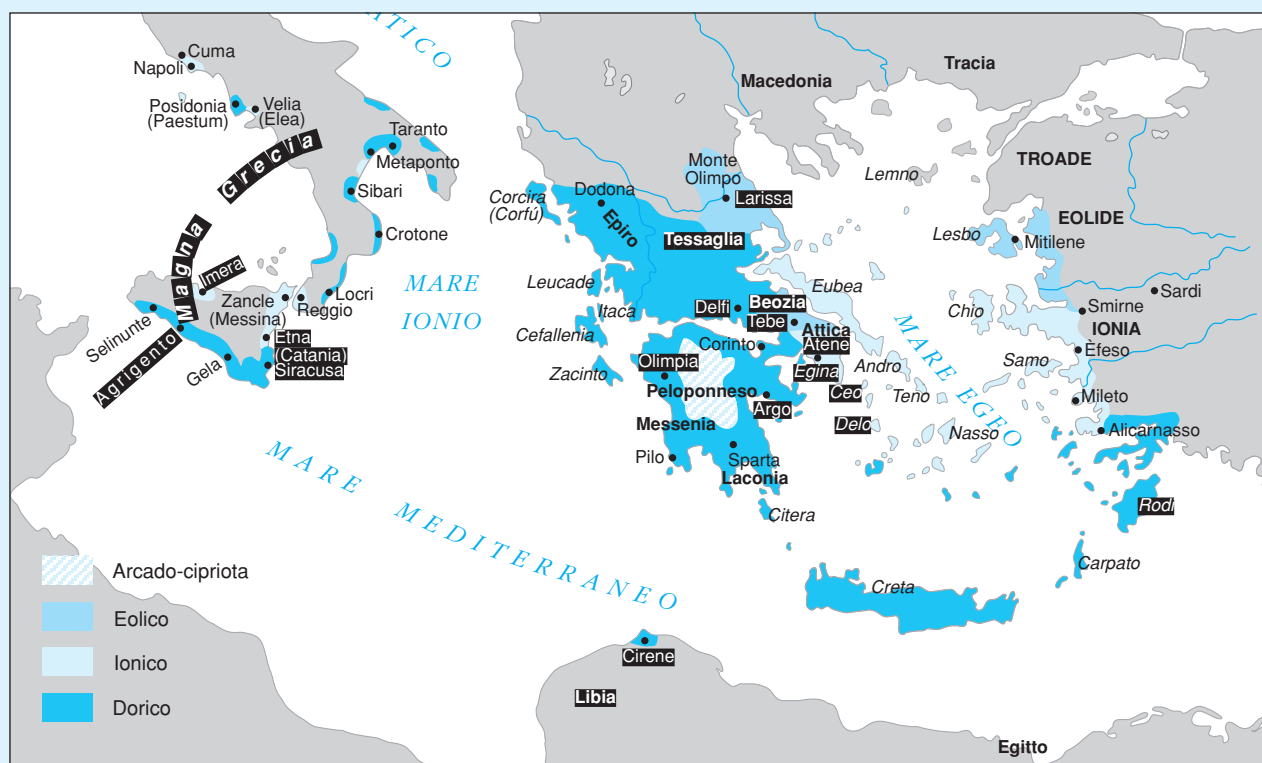 ATICO
Cuma
Napoli
Posidonia
(Paestum)
Velia
(Elea)
Taranto
Metaponto
Sibari
Crotone
Magna Grecia
Imera
Zancle
(Messina)
Reggio
Locri
Selinunte
Agrigento
Gela
Etna
(Catania)
Siracusa
MARE
IONIO
Macedonia
Tracia
Monte
Olimpo
Larissa
Lemno
TROADE
EOLIDE
Corcira
(Corfú)
Dodona
Epiro
Tessaglia
Lesbo
Mitilene
Leucade
Itaca
Cefallenia
Zacinto
Delfi
Beozia
Tebe
Eubea
Attica
Atene
Corinto
Olimpia
Egina
Peloponneso
Argo
Messenia
Pilo
Sparta
Laconia
Citera
Andro
Ceo
Teno
Delo
Nasso
MARE EGEO
Chio
Smirne
Sardi
IONIA
Efeso
Samo
Mileto
Alicarnasso
Rodi
Carpato
Creta
MARE MEDITERRANEO
Cirene
Libia
Egitto
Arcado-cipriota
Eolico
Ionico
Dorico